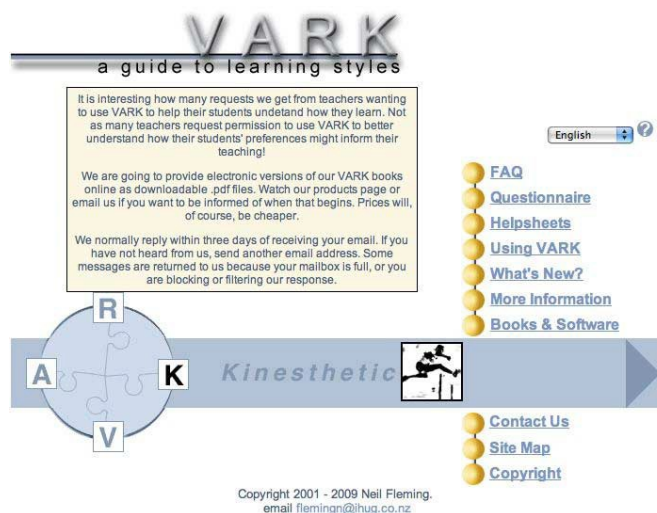 VARK
a guide to learning styles
It is interesting how many requests we get from teachers wanting
to use VARK to help their students undetand how they learn. Not
as many teachers request permission to use VARK to better
understand how their students' preferences might inform their
teaching!
We are going to provide electronic versions of our VARK books
online as downloadable .pdf files. Watch our products page or
email us if you want to be informed of when that begins. Prices will,
of course, be cheaper.
We normally reply within three days of receiving your email. If you
have not heard from us, send another email address. Some
messages are returned to us because your mailbox is full, or you
are blocking or filtering our response.
English ?
FAQ
Questionnaire
Helpsheets
Using VARK
What's New?
More Information
Books & Software
R
A
K
V
Kinesthetic
Contact Us
Site Map
Copyright
Copyright 2001 - 2009 Neil Fleming.
email flemingn@ihug.co.nz